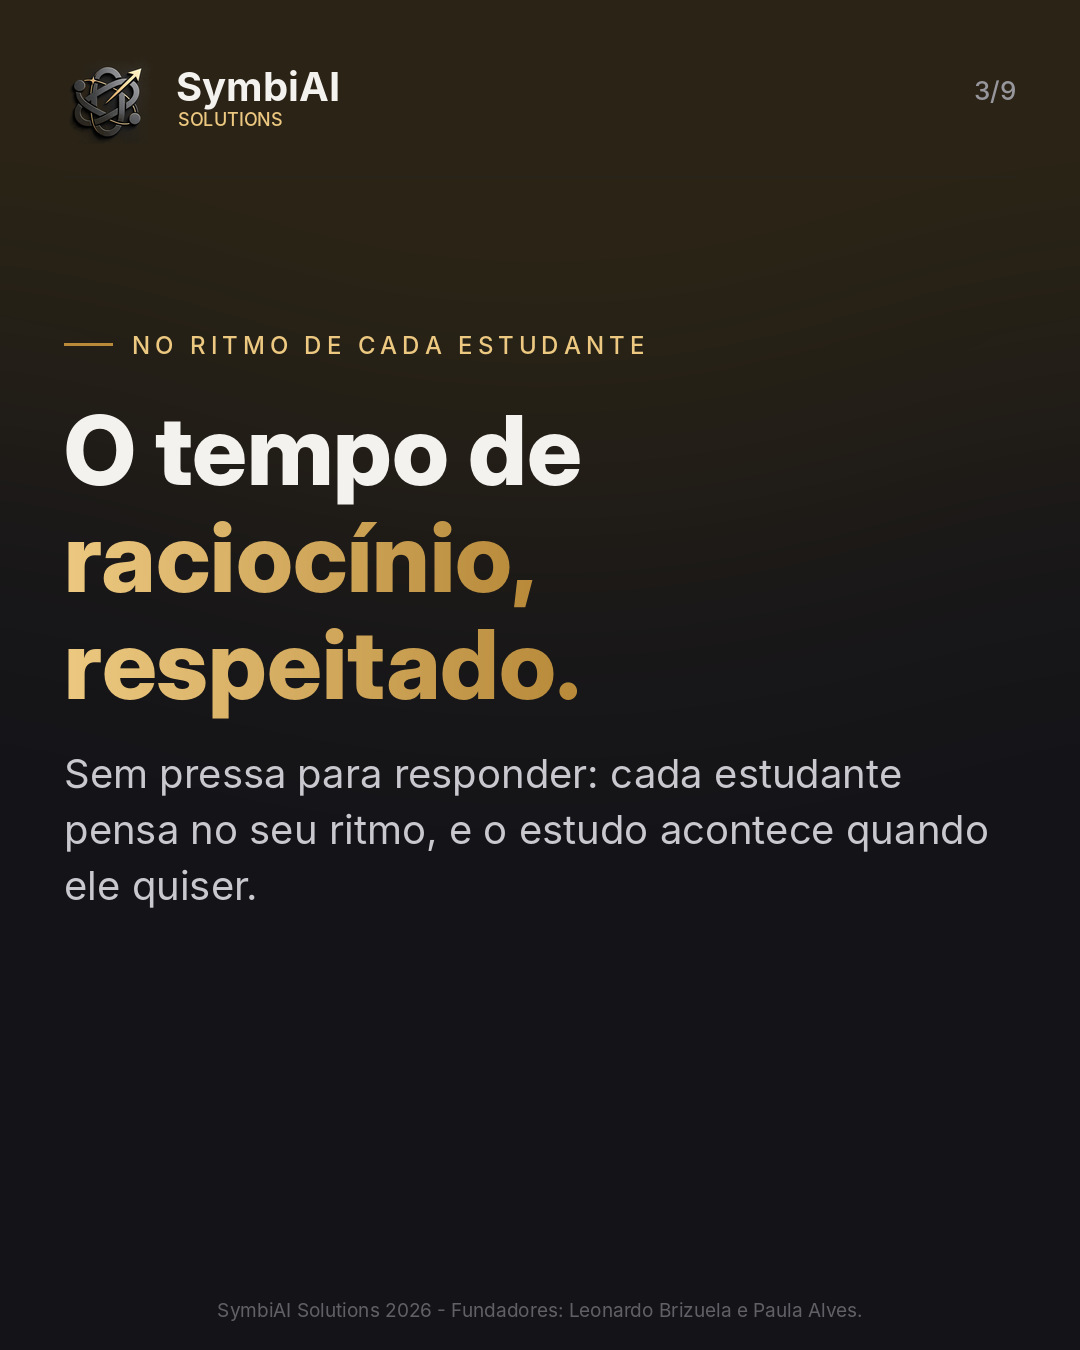 SymbiAI
SOLUTIONS
3/9
NO RITMO DE CADA ESTUDANTE
O tempo de
raciocínio,
respeitado.
Sem pressa para responder: cada estudante
pensa no seu ritmo, e o estudo acontece quando
ele quiser.
SymbiAI Solutions 2026 - Fundadores: Leonardo Brizuela e Paula Alves.